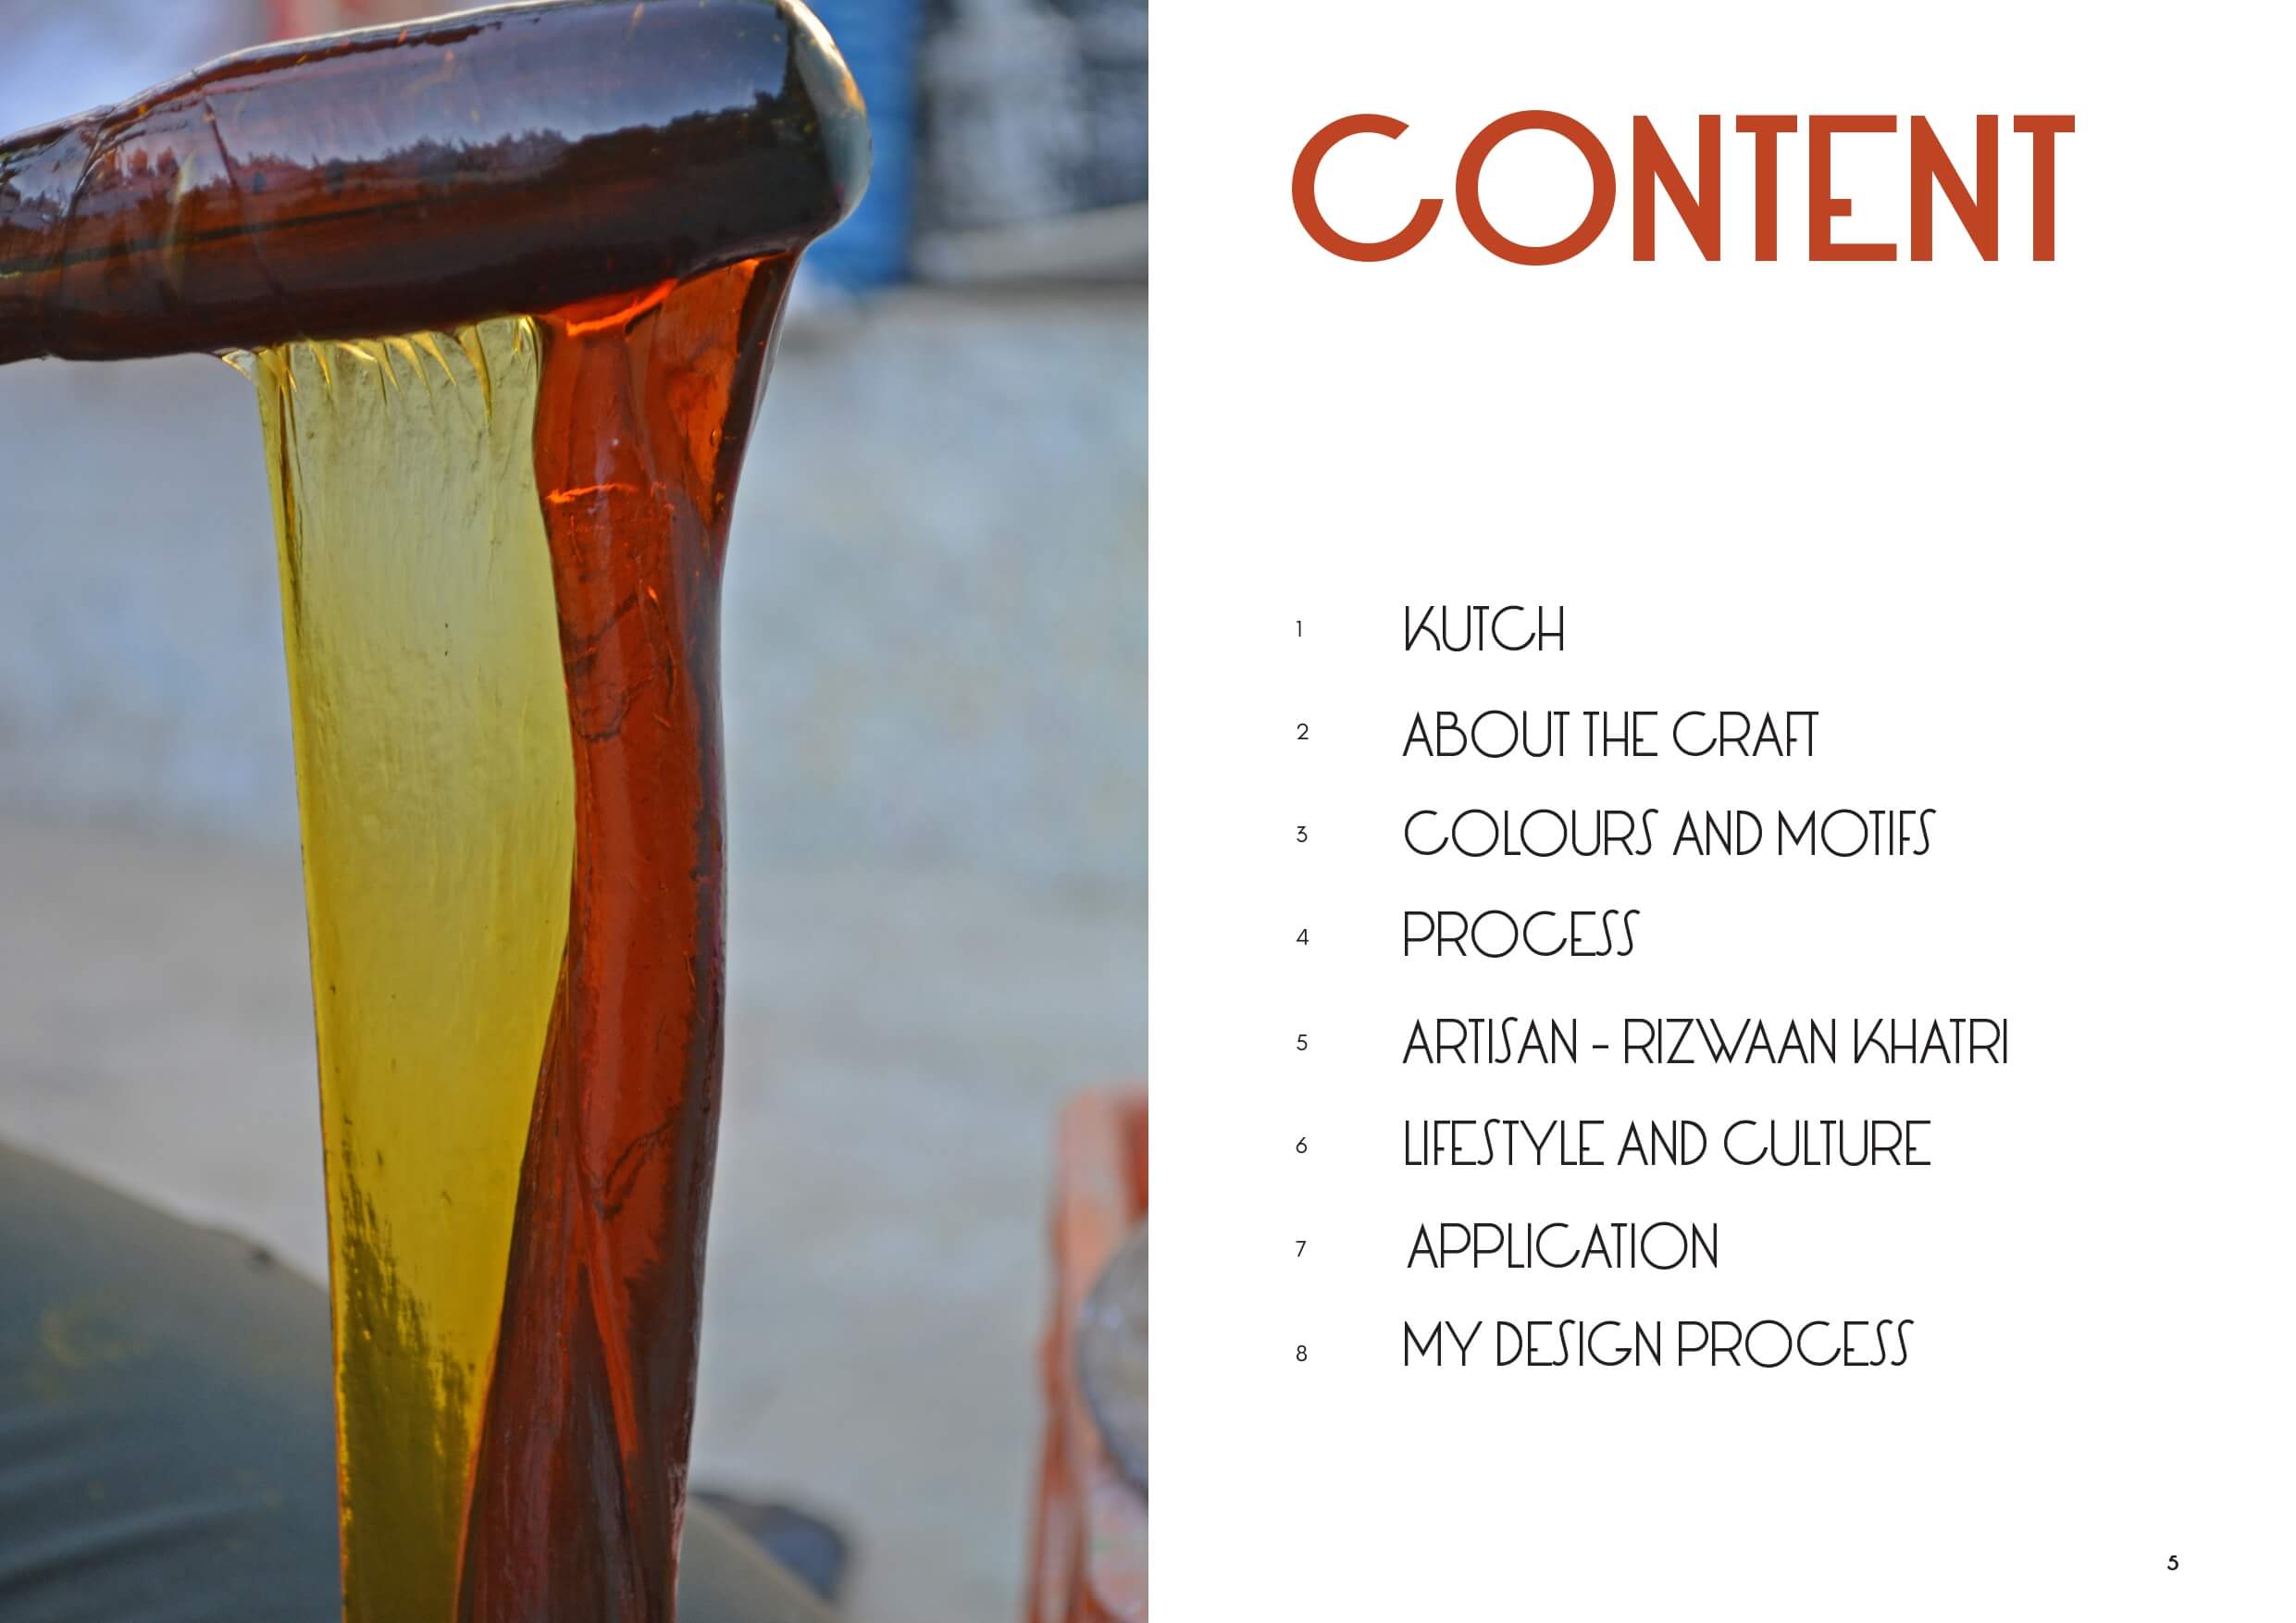 CONTENT
1 KUTCH
2 ABOUT THE CRAFT
3 COLOURS AND MOTIFS
4 PROCESS
5 ARTISAN - RIZWAAN KHATRI
6 LIFESTYLE AND CULTURE
7 APPLICATION
8 MY DESIGN PROCESS
5